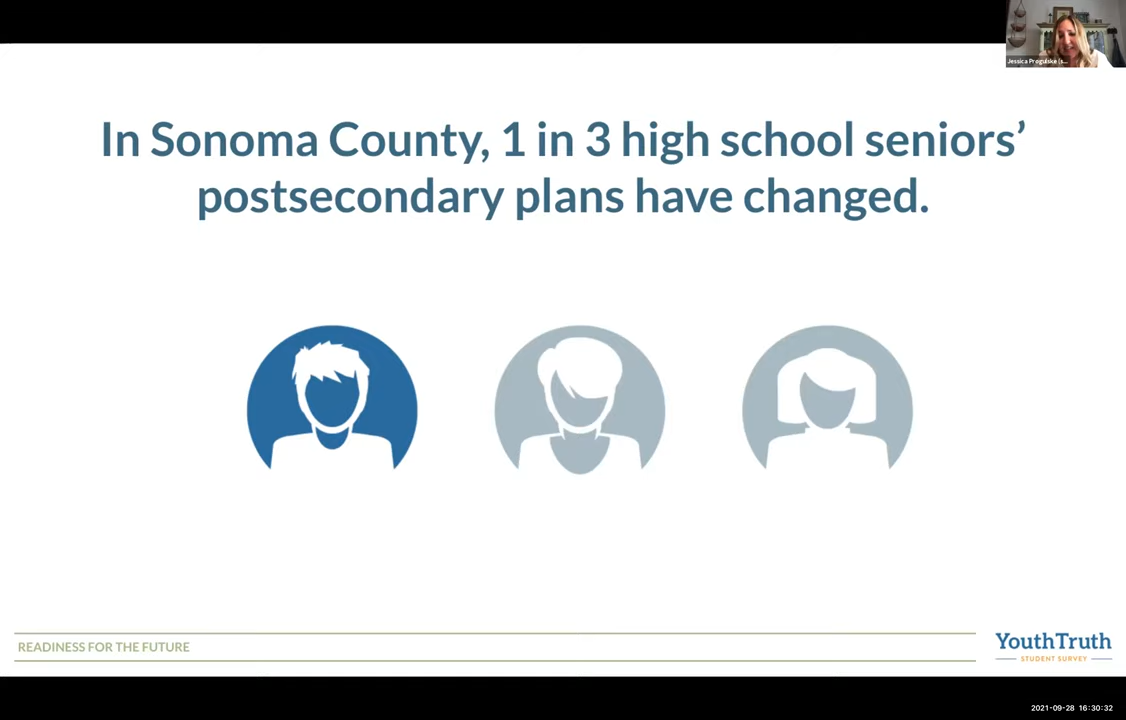 Jessica Progulske (s...
In Sonoma County, 1 in 3 high school seniors’
postsecondary plans have changed.
READINESS FOR THE FUTURE
YouthTruth
STUDENT SURVEY
2021-09-28 16:30:32